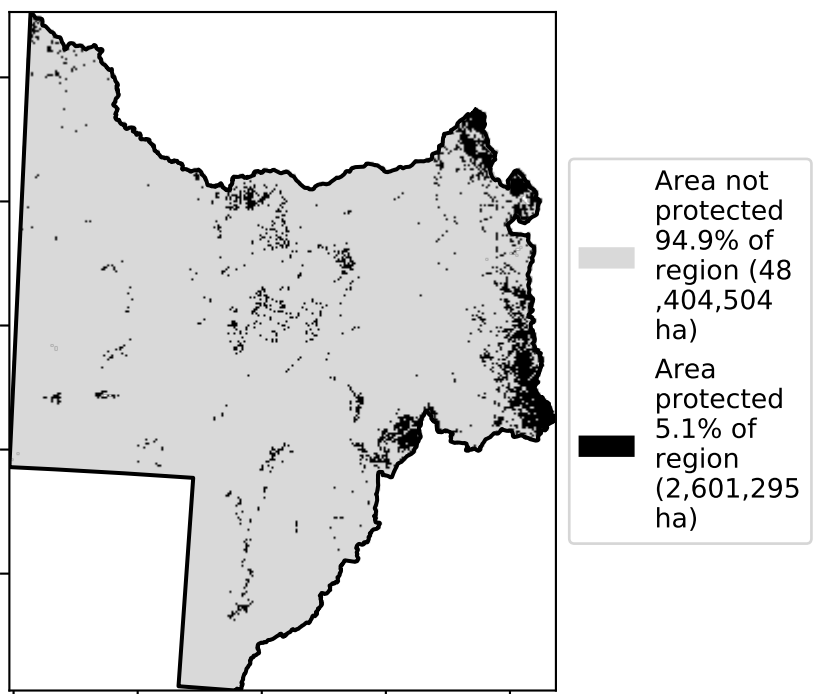 Area not
protected
94.9% of
region (48
,404,504
ha)
Area
protected
5.1% of
region
(2,601,295
ha)